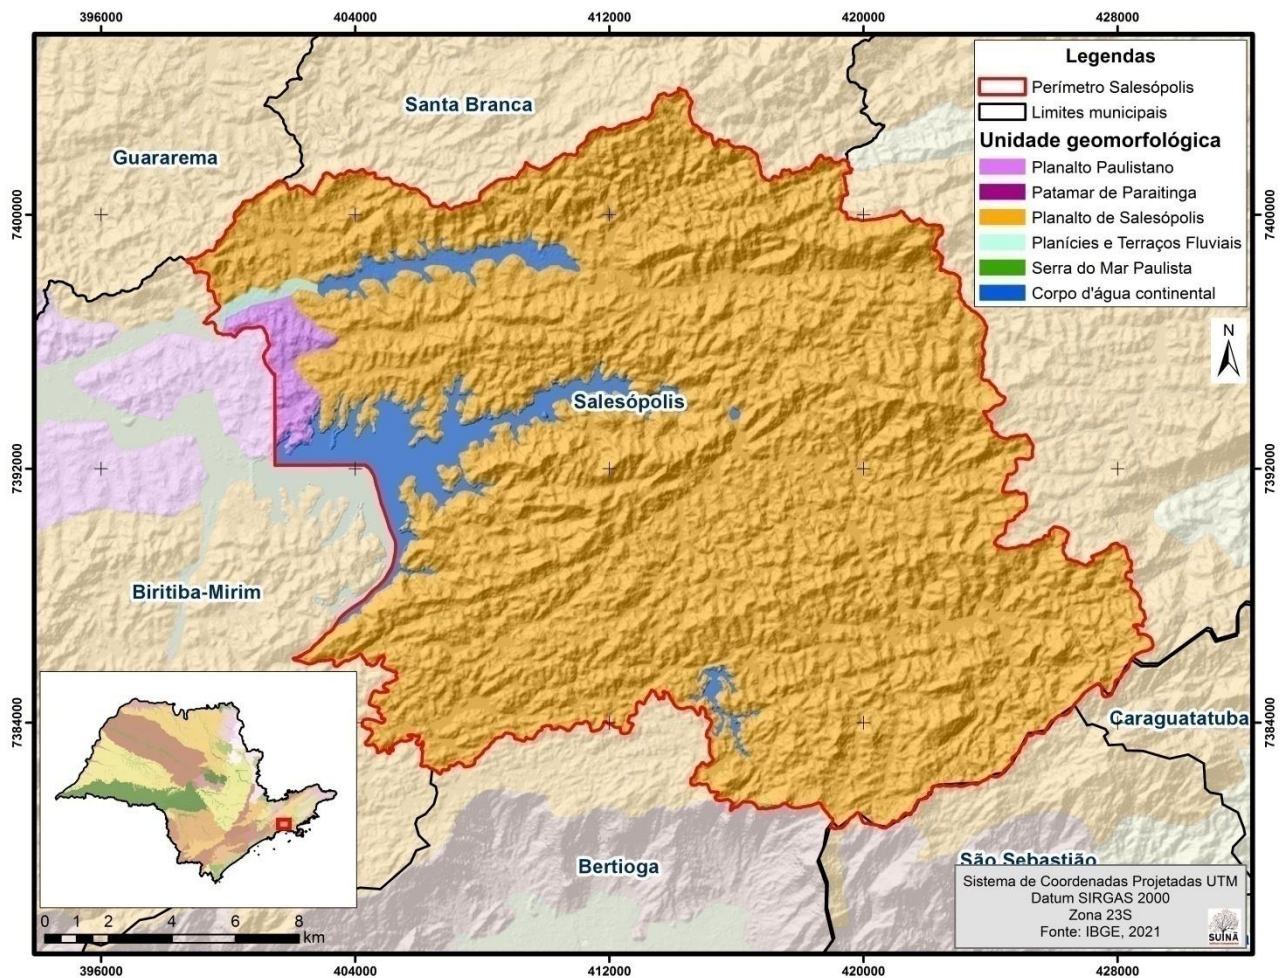 396000
404000
412000
420000
428000
Legendas
Perímetro Salesópolis
Limites municipais
Unidade geomorfológica
Planalto Paulistano
Patamar de Paraitinga
Planalto de Salesópolis
Planícies e Terraços Fluviais
Serra do Mar Paulista
Corpo d'água continental
Santa Branca
Guararema
7400000
7400000
N
Salesópolis
7392000
7392000
Biritiba-Mirim
7384000
7384000
Caraguatatuba
Bertioga
São Sebastião
Sistema de Coordenadas Projetadas UTM
Datum SIRGAS 2000
Zona 23S
Fonte: IBGE, 2021
SUINÃ
0 1 2 4 6 8
km
396000
404000
412000
420000
428000